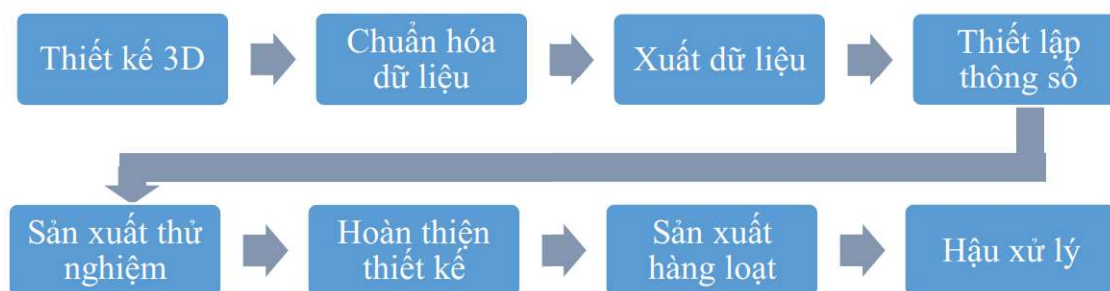 Thiết kế 3D
Chuẩn hóa
dữ liệu
Xuất dữ liệu
Thiết lập
thông số
Sản xuất thử
nghiệm
Hoàn thiện
thiết kế
Sản xuất
hàng loạt
Hậu xử lý